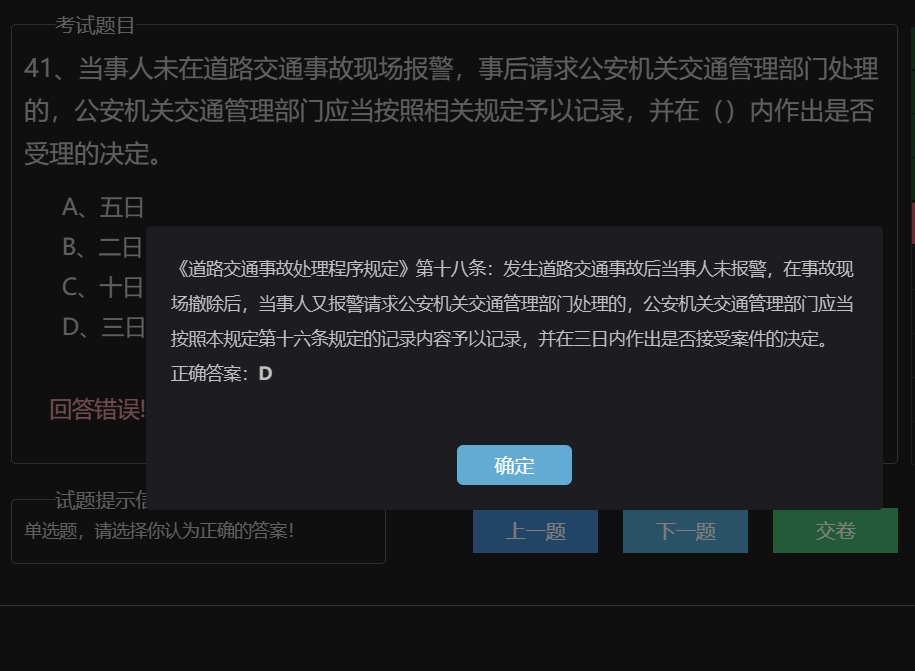 考试题目
41、当事人未在道路交通事故现场报警，事后请求公安机关交通管理部门处理
的，公安机关交通管理部门应当按照相关规定予以记录，并在（）内作出是否
受理的决定。
A、五日
B、二日
C、十日
D、三日
《道路交通事故处理程序规定》第十八条：发生道路交通事故后当事人未报警，在事故现
场撤除后，当事人又报警请求公安机关交通管理部门处理的，公安机关交通管理部门应当
按照本规定第十六条规定的记录内容予以记录，并在三日内作出是否接受案件的决定。
正确答案：D
回答错误!
确定
试题提示信
单选题，请选择你认为正确的答案!
上一题
下一题
交卷